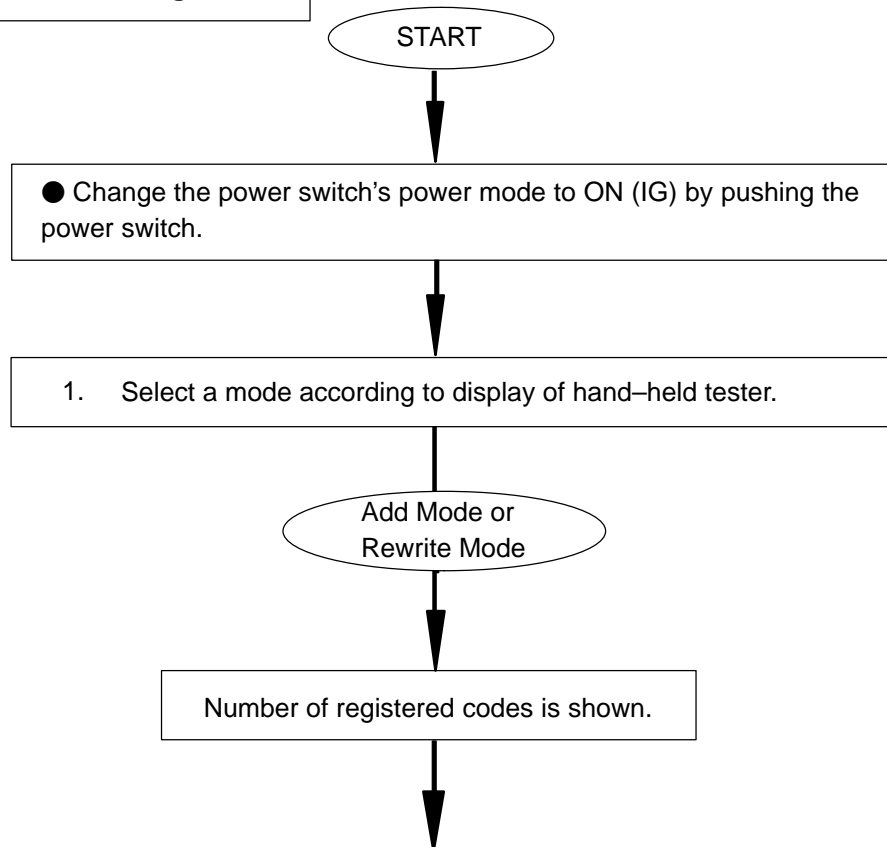 START
● Change the power switch’s power mode to ON (IG) by pushing the
power switch.
1. Select a mode according to display of hand–held tester.
Add Mode or
Rewrite Mode
Number of registered codes is shown.